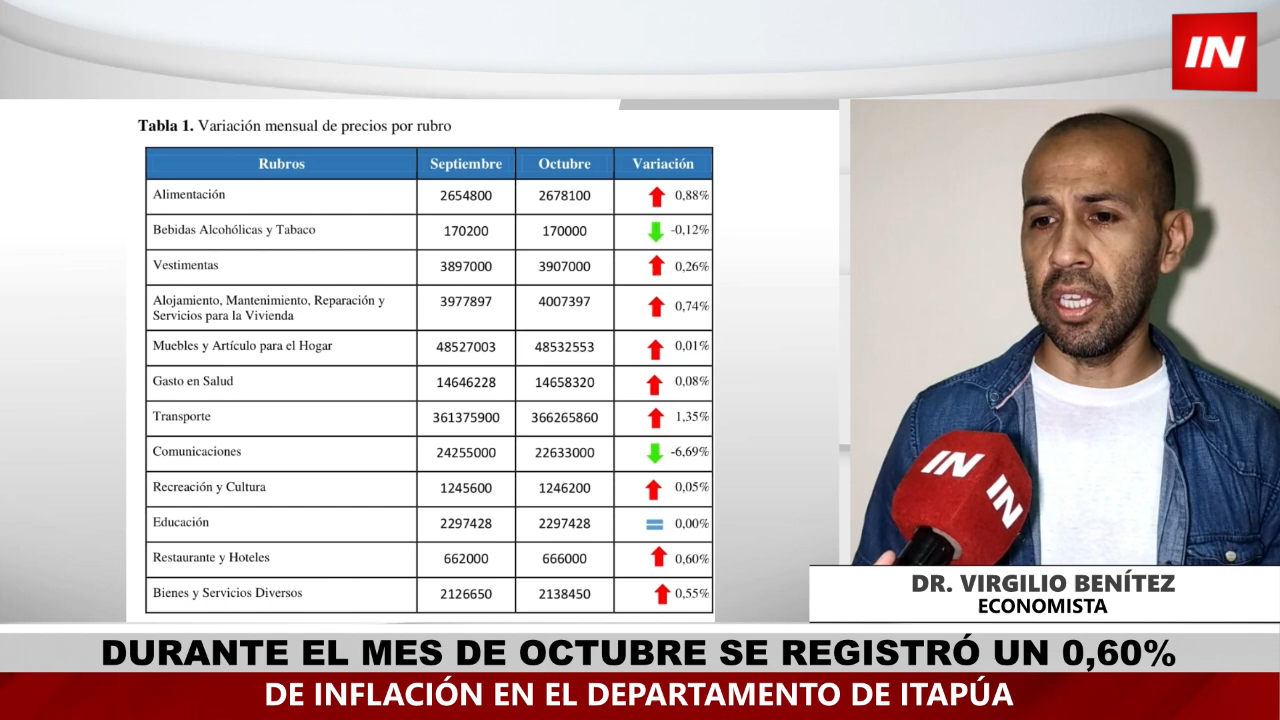 IN
Tabla 1. Variación mensual de precios por rubro
Rubros Septiembre Octubre Variación
Alimentación 2654800 2678100 0,88%
Bebidas Alcohólicas y Tabaco 170200 170000 -0,12%
Vestimentas 3897000 3907000 0,26%
Alojamiento, Mantenimiento, Reparación y
Servicios para la Vivienda 3977897 4007397 0,74%
Muebles y Artículo para el Hogar 48527003 48532553 0,01%
Gasto en Salud 14646228 14658320 0,08%
Transporte 361375900 366265860 1,35%
Comunicaciones 24255000 22633000 -6,69%
Recreación y Cultura 1245600 1246200 0,05%
Educación 2297428 2297428 0,00%
Restaurante y Hoteles 662000 666000 0,60%
Bienes y Servicios Diversos 2126650 2138450 0,55%
IN
IN
DR. VIRGILIO BENÍTEZ
ECONOMISTA
DURANTE EL MES DE OCTUBRE SE REGISTRÓ UN 0,60%
DE INFLACIÓN EN EL DEPARTAMENTO DE ITAPÚA